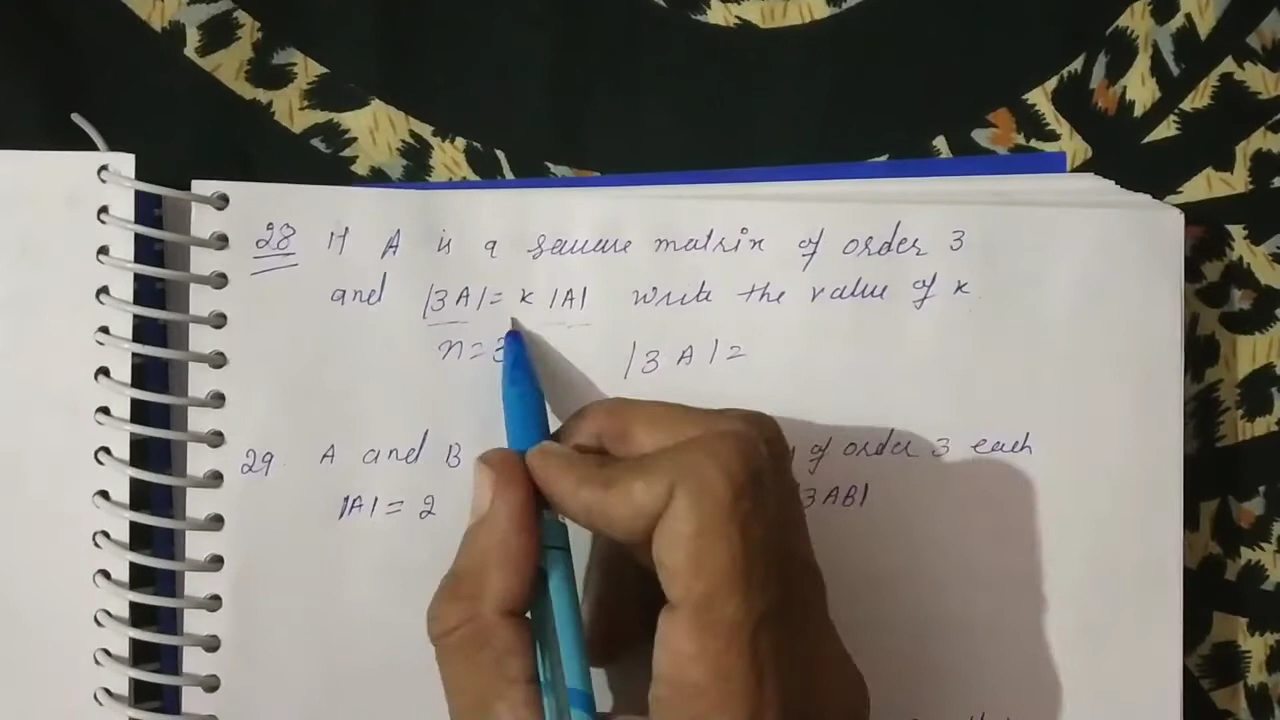 28 If A is a square matrix of order 3
and |3A| = K |A| write the value of K
n=3 |3A| =
29. A and B of order 3 each
|A| = 2 3AB|